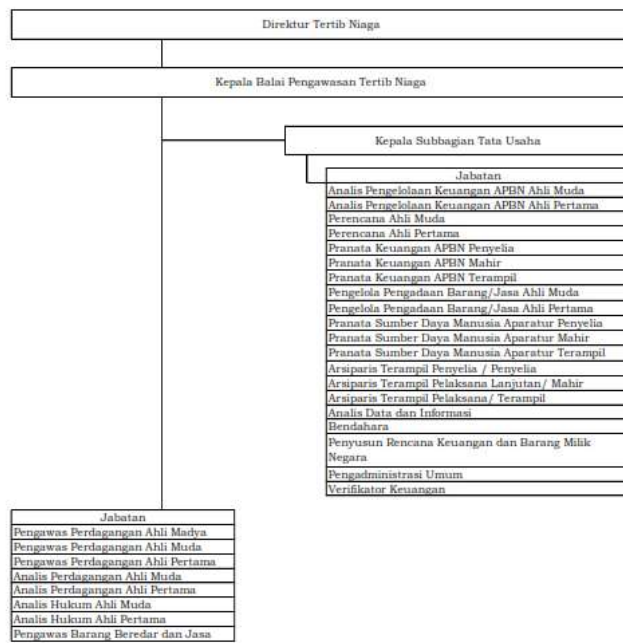 Direktur Tertib Niaga
Kepala Balai Pengawasan Tertib Niaga
Kepala Subbagian Tata Usaha
Jabatan
Analis Pengelolaan Keuangan APBN Ahli Muda
Analis Pengelolaan Keuangan APBN Ahli Pertama
Perencana Ahli Muda
Perencana Ahli Pertama
Pranata Keuangan APBN Penyelia
Pranata Keuangan APBN Mahir
Pranata Keuangan APBN Terampil
Pengelola Pengadaan Barang/Jasa Ahli Muda
Pengelola Pengadaan Barang/Jasa Ahli Pertama
Pranata Sumber Daya Manusia Aparatur Penyelia
Pranata Sumber Daya Manusia Aparatur Mahir
Pranata Sumber Daya Manusia Aparatur Terampil
Arsiparis Terampil Penyelia / Penyelia
Arsiparis Terampil Pelaksana Lanjutan/ Mahir
Arsiparis Terampil Pelaksana/ Terampil
Analis Data dan Informasi
Bendahara
Penyusun Rencana Keuangan dan Barang Milik
Negara
Pengadministrasi Umum
Verifikator Keuangan
Jabatan
Pengawas Perdagangan Ahli Madya
Pengawas Perdagangan Ahli Muda
Pengawas Perdagangan Ahli Pertama
Analis Perdagangan Ahli Muda
Analis Perdagangan Ahli Pertama
Analis Hukum Ahli Muda
Analis Hukum Ahli Pertama
Pengawas Barang Beredar dan Jasa